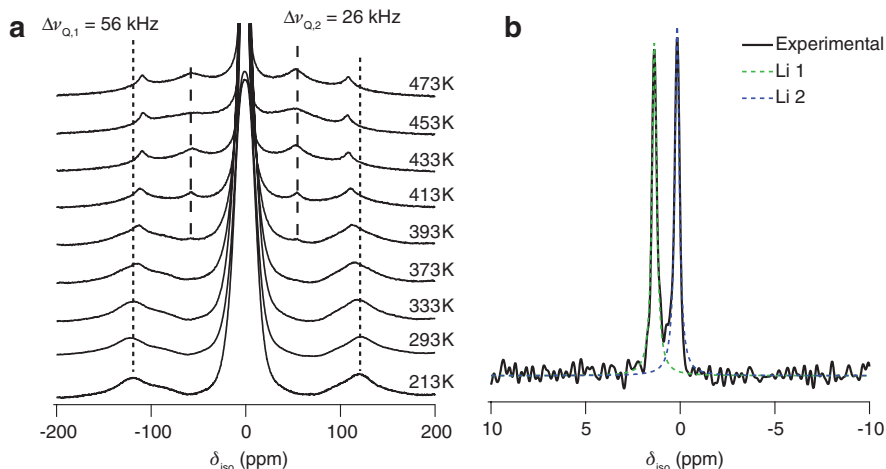 a
Δν_Q,1 = 56 kHz
Δν_Q,2 = 26 kHz
473K
453K
433K
413K
393K
373K
333K
293K
213K
-200 -100 0 100 200
δ_iso (ppm)
b
Experimental
Li 1
Li 2
10 5 0 -5 -10
δ_iso (ppm)